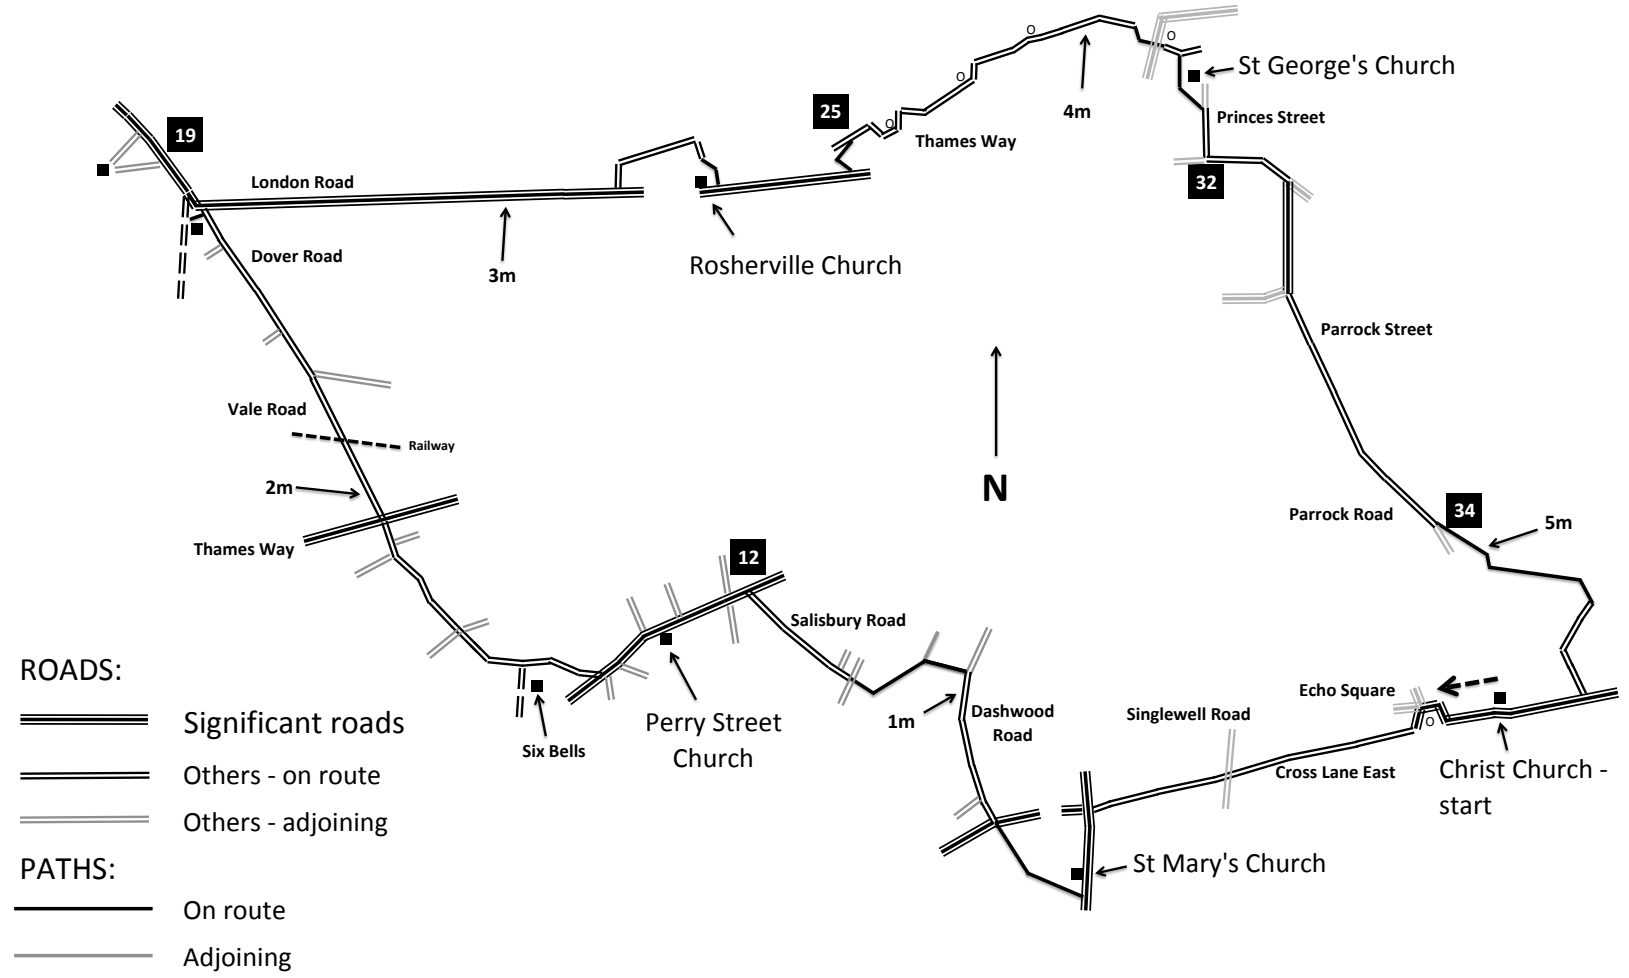 19
25
St George's Church
4m
Thames Way
Princes Street
London Road
32
Dover Road
Rosherville Church
3m
Parrock Street
Vale Road
Railway
N
2m
34
Parrock Road
5m
Thames Way
12
Salisbury Road
ROADS:
Significant roads
Others - on route
Others - adjoining
PATHS:
On route
Adjoining
Six Bells
Perry Street
Church
1m
Dashwood
Road
Singlewell Road
Echo Square
Cross Lane East
Christ Church -
start
St Mary's Church
O
O
O
O
O